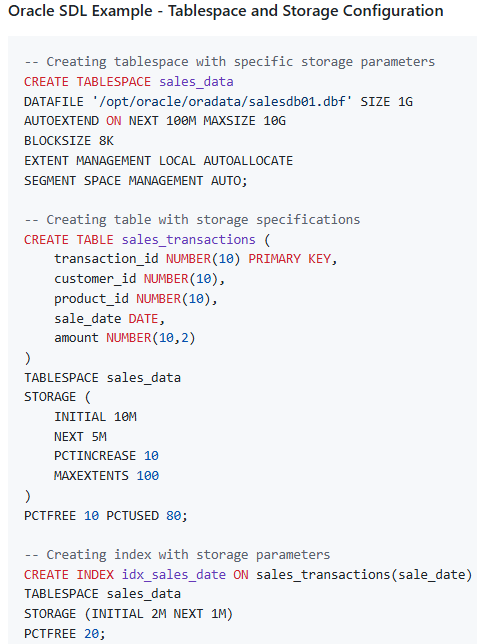 Oracle SDL Example - Tablespace and Storage Configuration
-- Creating tablespace with specific storage parameters
CREATE TABLESPACE sales_data
DATAFILE '/opt/oracle/oradata/salesdb01.dbf' SIZE 1G
AUTOEXTEND ON NEXT 100M MAXSIZE 10G
BLOCKSIZE 8K
EXTENT MANAGEMENT LOCAL AUTOALLOCATE
SEGMENT SPACE MANAGEMENT AUTO;
-- Creating table with storage specifications
CREATE TABLE sales_transactions (
    transaction_id NUMBER(10) PRIMARY KEY,
    customer_id NUMBER(10),
    product_id NUMBER(10),
    sale_date DATE,
    amount NUMBER(10,2)
)
TABLESPACE sales_data
STORAGE (
    INITIAL 10M
    NEXT 5M
    PCTINCREASE 10
    MAXEXTENTS 100
)
PCTFREE 10 PCTUSED 80;
-- Creating index with storage parameters
CREATE INDEX idx_sales_date ON sales_transactions(sale_date)
TABLESPACE sales_data
STORAGE (INITIAL 2M NEXT 1M)
PCTFREE 20;